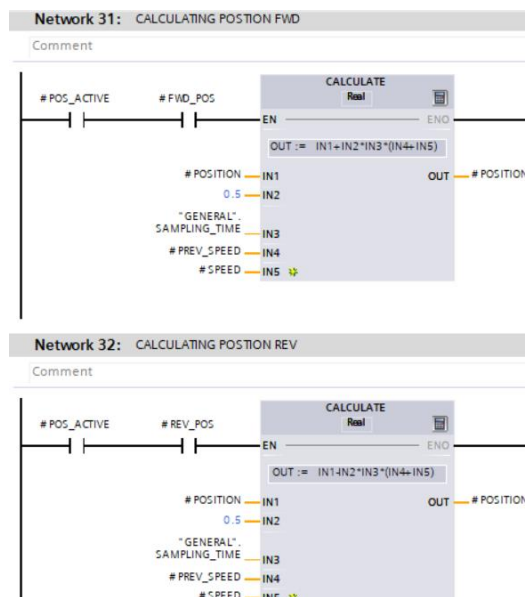 Network 31: CALCULATING POSTION FWD
Comment
CALCULATE
Real
#POS_ACTIVE #FWD_POS
EN ENO
OUT := IN1+IN2*IN3*(IN4+IN5)
#POSITION IN1 OUT #POSITION
0.5 IN2
"GENERAL".
SAMPLING_TIME IN3
#PREV_SPEED IN4
#SPEED IN5
Network 32: CALCULATING POSTION REV
Comment
CALCULATE
Real
#POS_ACTIVE #REV_POS
EN ENO
OUT := IN1-IN2*IN3*(IN4+IN5)
#POSITION IN1 OUT #POSITION
0.5 IN2
"GENERAL".
SAMPLING_TIME IN3
#PREV_SPEED IN4
#SPEED IN5